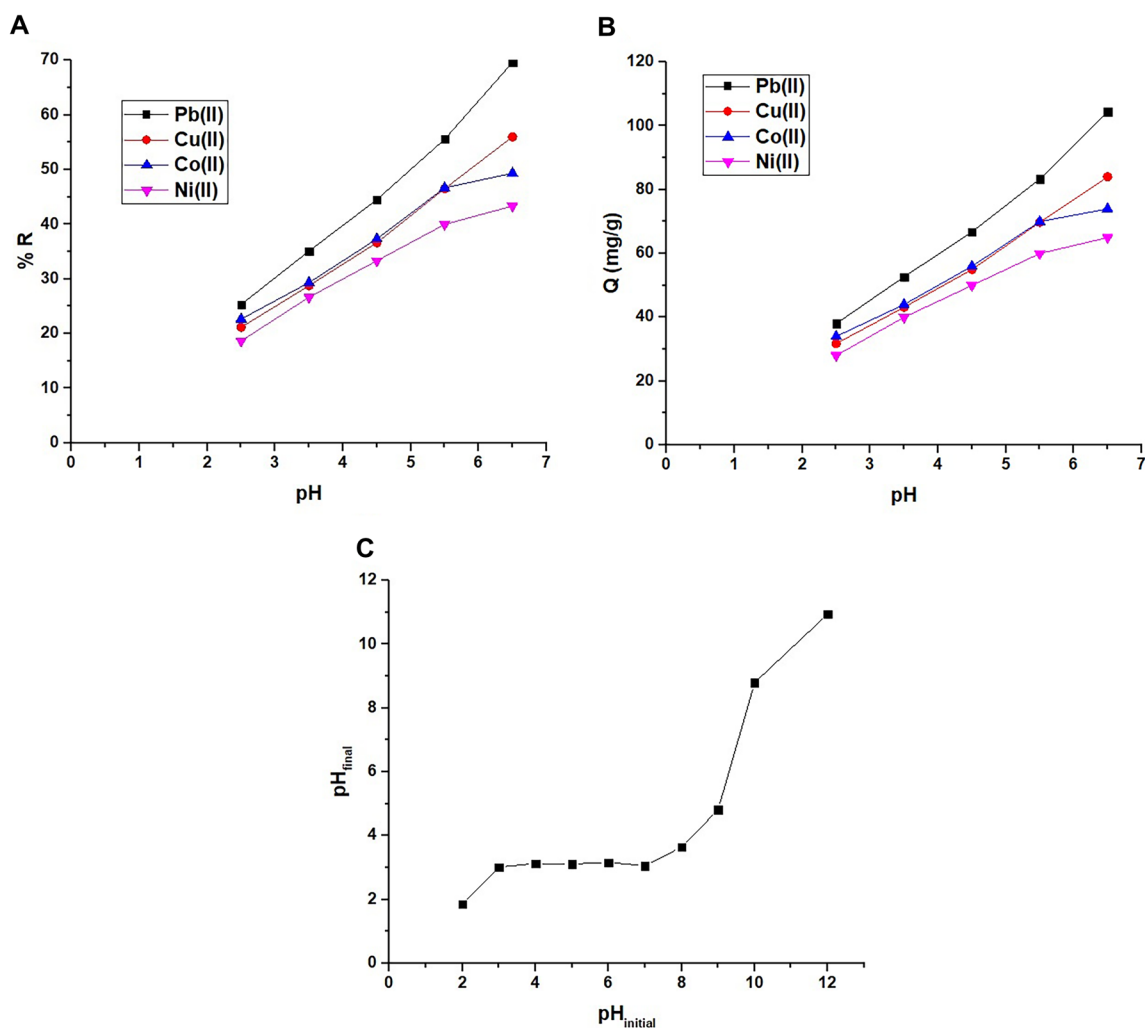 A
70
60
50
40
30
20
10
0
% R
Pb(II)
Cu(II)
Co(II)
Ni(II)
0 1 2 3 4 5 6 7
pH
B
120
100
80
60
40
20
0
Q (mg/g)
Pb(II)
Cu(II)
Co(II)
Ni(II)
0 1 2 3 4 5 6 7
pH
C
12
10
8
6
4
2
0
pHfinal
0 2 4 6 8 10 12
pHinitial